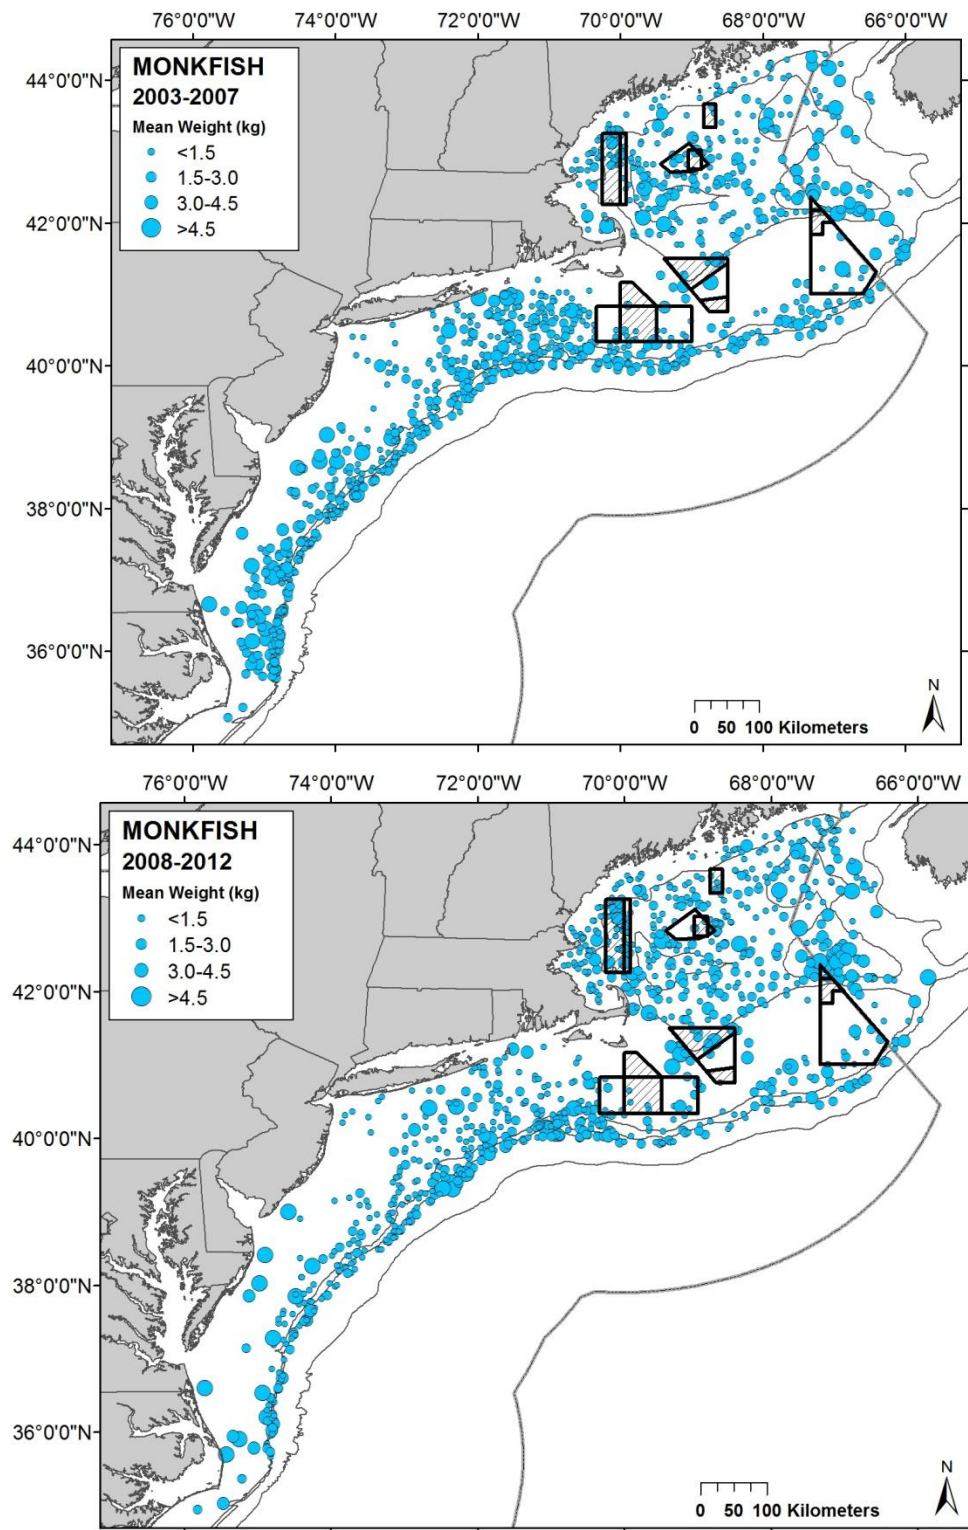 76°0'0"W 74°0'0"W 72°0'0"W 70°0'0"W 68°0'0"W 66°0'0"W
44°0'0"N
MONKFISH
2003-2007
Mean Weight (kg)
<1.5
1.5-3.0
3.0-4.5
>4.5
42°0'0"N
40°0'0"N
38°0'0"N
36°0'0"N
N
0 50 100 Kilometers
76°0'0"W 74°0'0"W 72°0'0"W 70°0'0"W 68°0'0"W 66°0'0"W
44°0'0"N
MONKFISH
2008-2012
Mean Weight (kg)
<1.5
1.5-3.0
3.0-4.5
>4.5
42°0'0"N
40°0'0"N
38°0'0"N
36°0'0"N
N
0 50 100 Kilometers